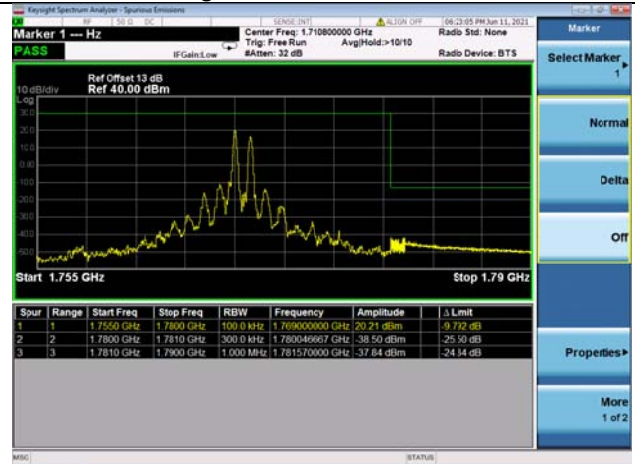 Keysight Spectrum Analyzer - Spurious Emissions
RF 50 Ω DC SENSE:INT ALIGN OFF 06:23:05 PM Jun 11, 2021
Marker 1 --- Hz
Center Freq: 1.710800000 GHz
Radio Std: None
Trig: Free Run Avg|Hold:>10/10
PASS
IFGain:Low
#Atten: 32 dB
Radio Device: BTS
Ref Offset 13 dB
10 dB/div Ref 40.00 dBm
Log
30.0
20.0
10.0
0.00
-10.0
-20.0
-40.0
-50.0
Start 1.755 GHz
Stop 1.79 GHz
Spur Range Start Freq Stop Freq RBW Frequency Amplitude Δ Limit
1 1 1.7550 GHz 1.7800 GHz 100.0 kHz 1.769000000 GHz 20.21 dBm -9.792 dB
2 2 1.7800 GHz 1.7810 GHz 300.0 kHz 1.780046667 GHz -38.50 dBm -25.50 dB
3 3 1.7810 GHz 1.7900 GHz 1.000 MHz 1.781570000 GHz -37.84 dBm -24.84 dB
Marker
Select Marker
1
Normal
Delta
Off
Properties
More
1 of 2
MSG
STATUS